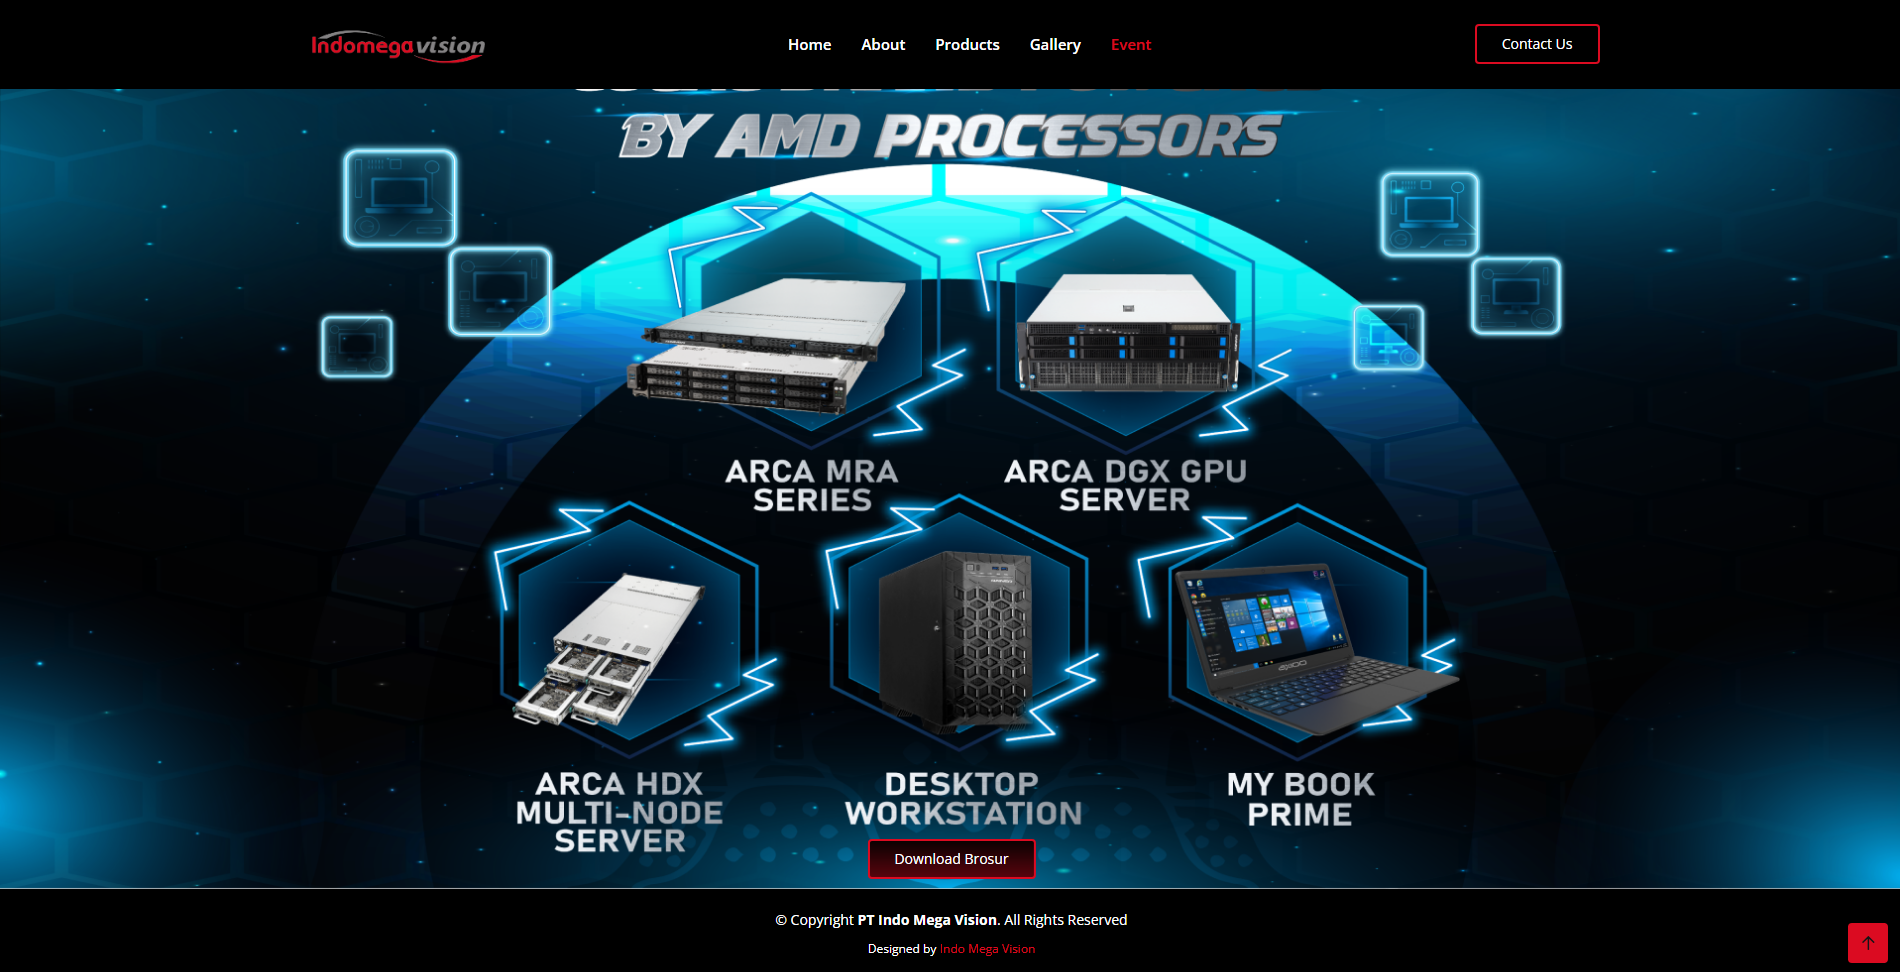 Indomegavision
Home
About
Products
Gallery
Event
Contact Us
BY AMD PROCESSORS
ARCA MRA
SERIES
ARCA DGX GPU
SERVER
ARCA HDX
MULTI-NODE
SERVER
DESKTOP
WORKSTATION
MY BOOK
PRIME
Download Brosur
© Copyright PT Indo Mega Vision. All Rights Reserved
Designed by Indo Mega Vision